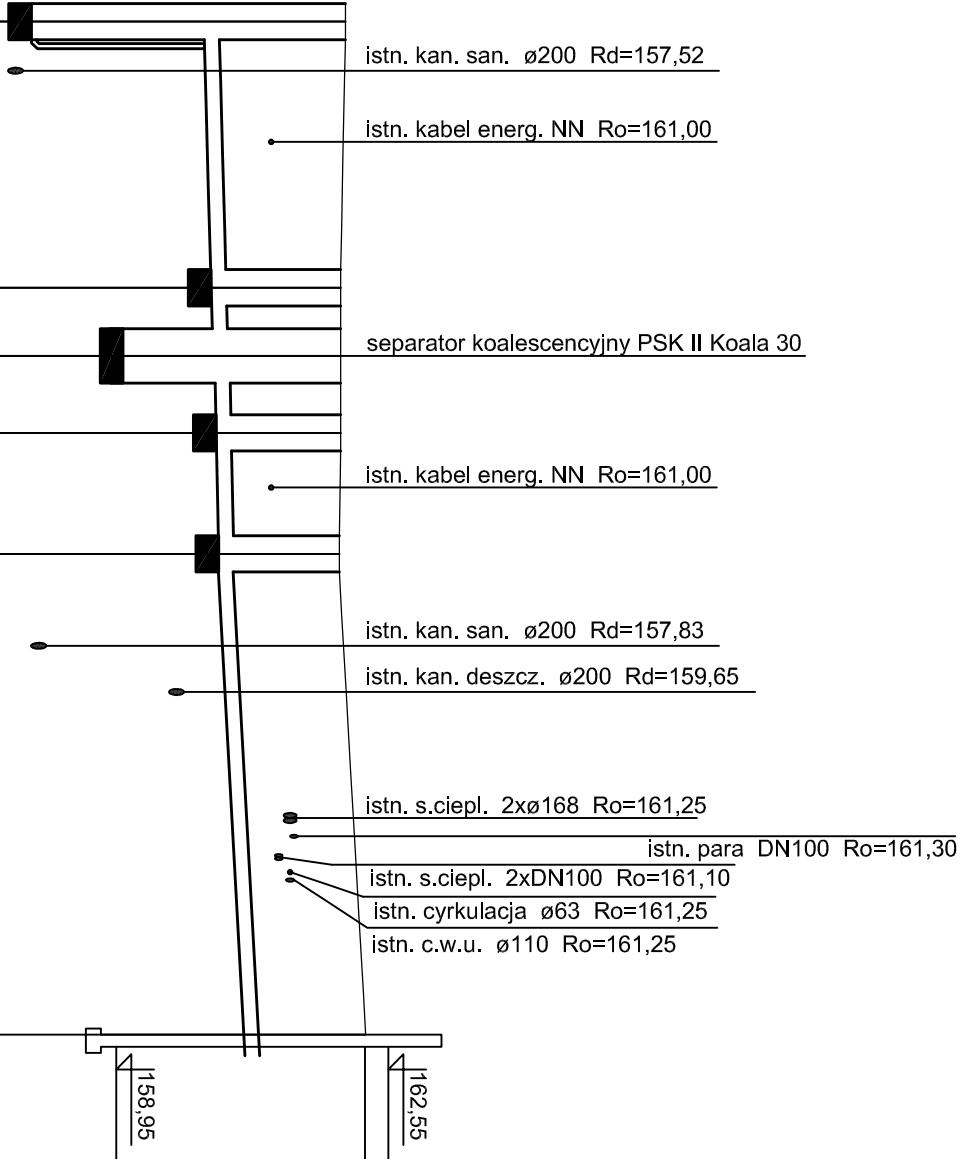 istn. kan. san. ø200 Rd=157,52
istn. kabel energ. NN Ro=161,00
separator koalescencyjny PSK II Koala 30
istn. kabel energ. NN Ro=161,00
istn. kan. san. ø200 Rd=157,83
istn. kan. deszcz. ø200 Rd=159,65
istn. s.ciepl. 2xø168 Ro=161,25
istn. para DN100 Ro=161,30
istn. s.ciepl. 2xDN100 Ro=161,10
istn. cyrkulacja ø63 Ro=161,25
istn. c.w.u. ø110 Ro=161,25
158,95
162,55